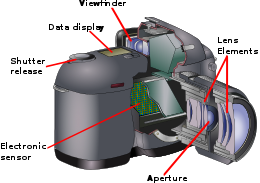 Viewfinder
Data display
Lens
Elements
Shutter
release
Electronic
sensor
Aperture